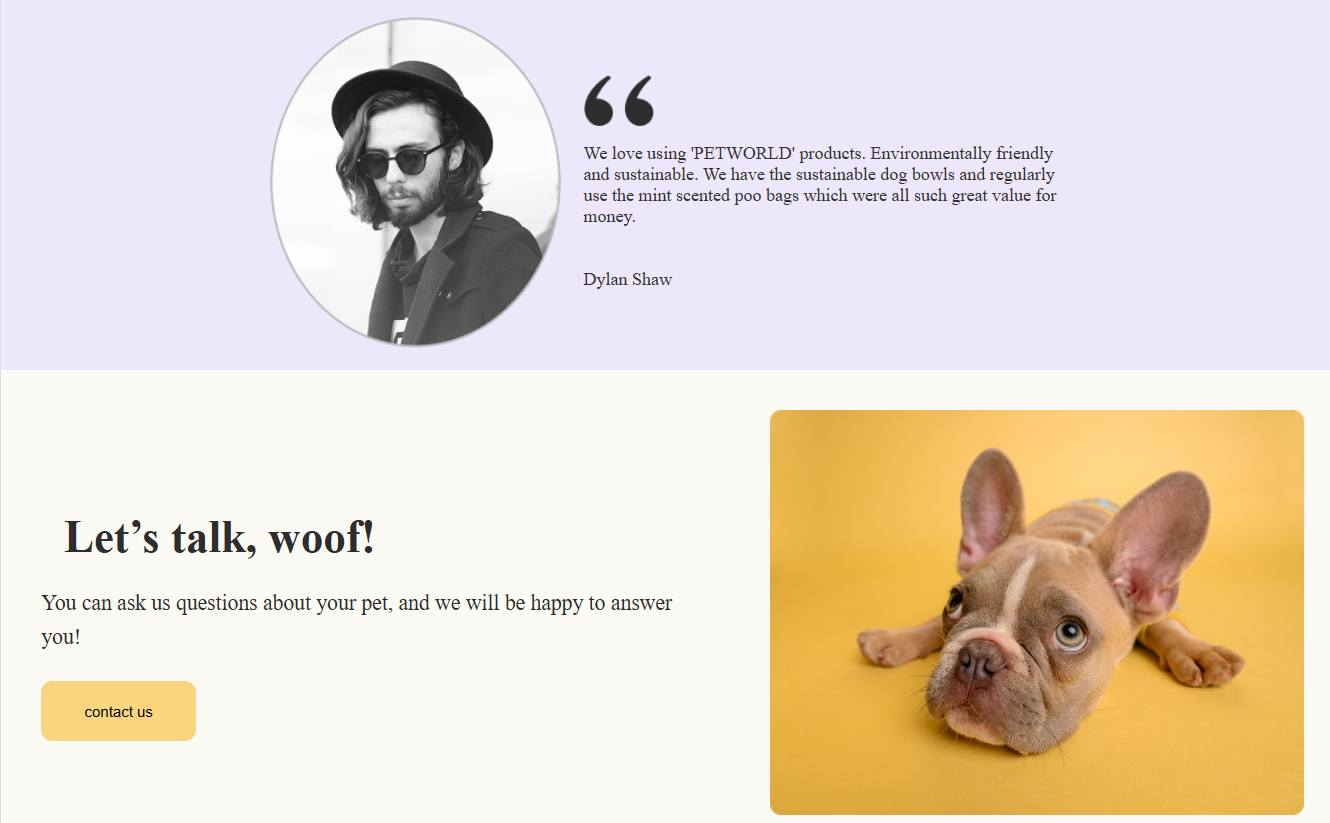 “
We love using 'PETWORLD' products. Environmentally friendly
and sustainable. We have the sustainable dog bowls and regularly
use the mint scented poo bags which were all such great value for
money.
Dylan Shaw
Let’s talk, woof!
You can ask us questions about your pet, and we will be happy to answer
you!
contact us